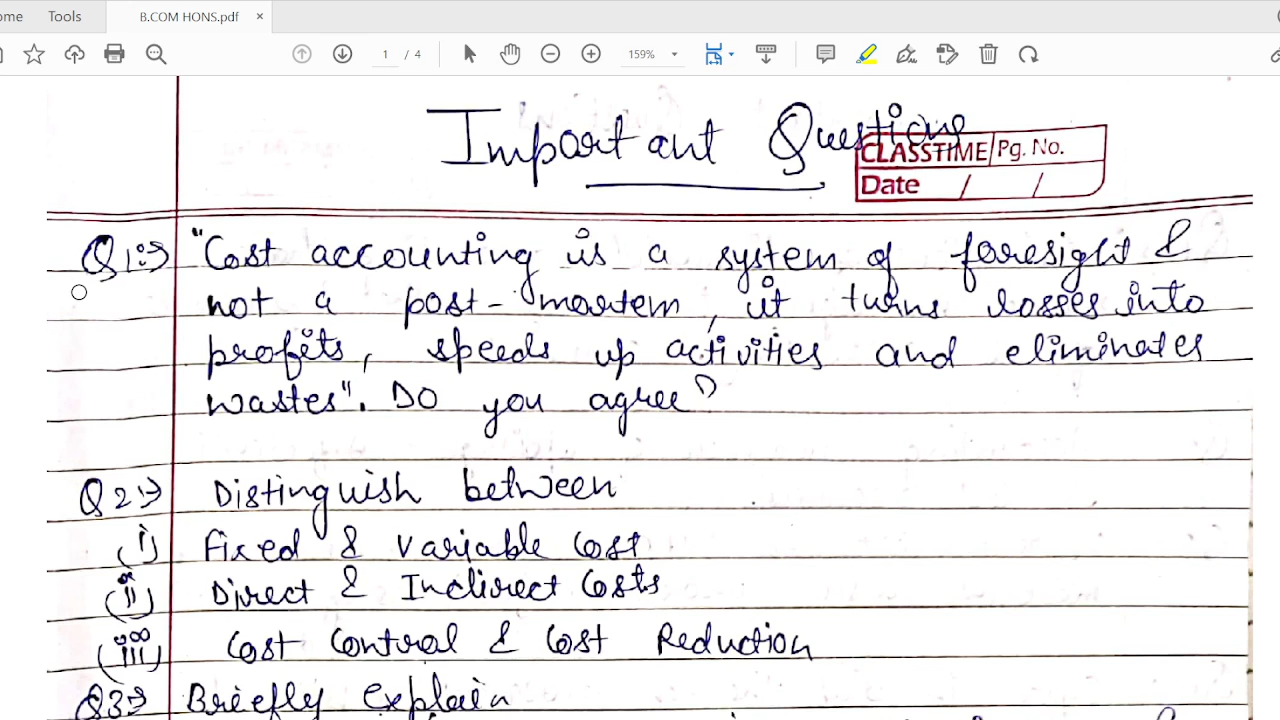 ome Tools B.COM HONS.pdf ×
1 / 4 159%
Important Questions
CLASSTIME Pg. No.
Date / /
Q1:→ "Cost accounting is a system of foresight &
not a post-mortem, it turns losses into
profits, speeds up activities and eliminates
wastes". Do you agree?
Q2:→ Distinguish between
(i) Fixed & Variable Cost
(ii) Direct & Indirect Costs
(iii) Cost Control & Cost Reduction
Q3:→ Briefly explain